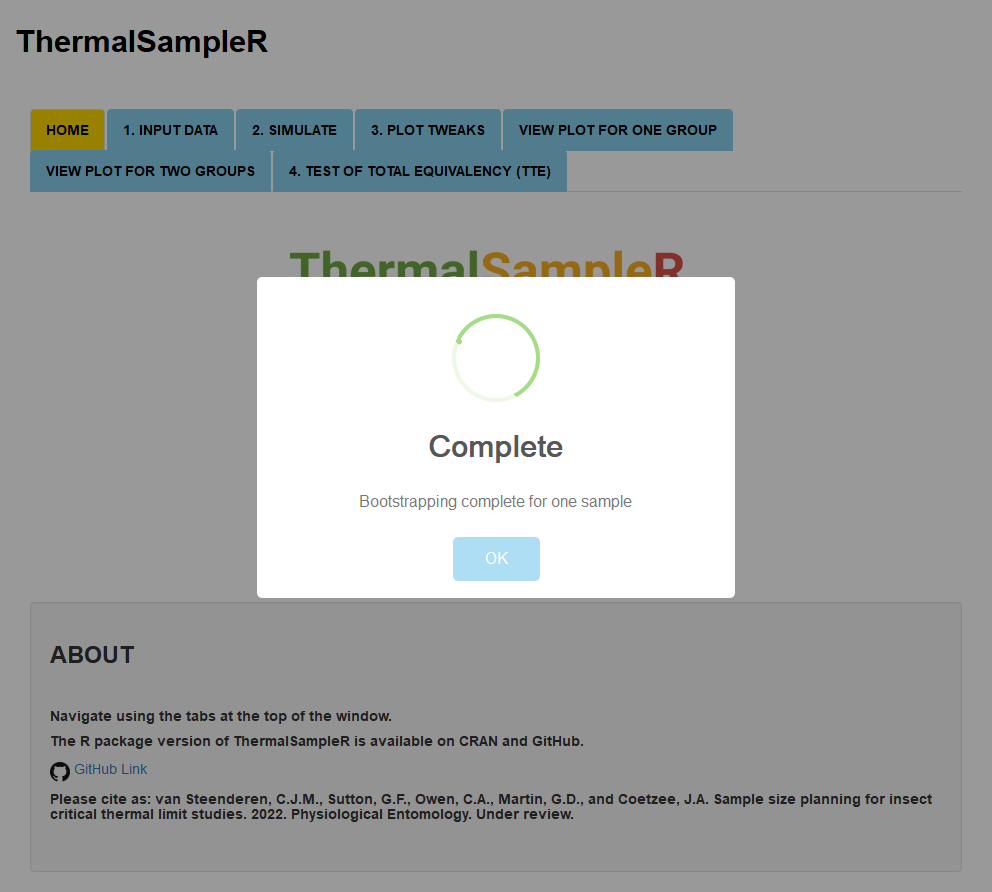 ThermalSampleR
HOME
1. INPUT DATA
2. SIMULATE
3. PLOT TWEAKS
VIEW PLOT FOR ONE GROUP
VIEW PLOT FOR TWO GROUPS
4. TEST OF TOTAL EQUIVALENCY (TTE)
ThermalSampleR
Complete
Bootstrapping complete for one sample
OK
ABOUT
Navigate using the tabs at the top of the window.
The R package version of ThermalSampleR is available on CRAN and GitHub.
GitHub Link
Please cite as: van Steenderen, C.J.M., Sutton, G.F., Owen, C.A., Martin, G.D., and Coetzee, J.A. Sample size planning for insect
critical thermal limit studies. 2022. Physiological Entomology. Under review.